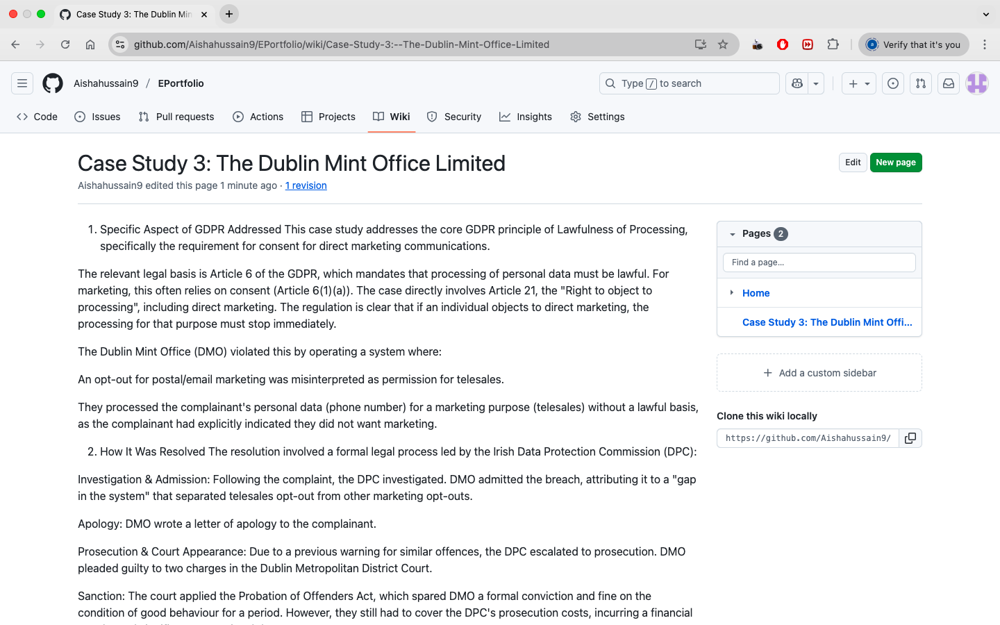 Case Study 3: The Dublin Min
github.com/Aishahussain9/EPortfolio/wiki/Case-Study-3:--The-Dublin-Mint-Office-Limited
a
Verify that it's you
Aishahussain9 / EPortfolio
Type / to search
Code
Issues
Pull requests
Actions
Projects
Wiki
Security
Insights
Settings
Case Study 3: The Dublin Mint Office Limited
Edit
New page
Aishahussain9 edited this page 1 minute ago · 1 revision
1. Specific Aspect of GDPR Addressed This case study addresses the core GDPR principle of Lawfulness of Processing,
specifically the requirement for consent for direct marketing communications.
The relevant legal basis is Article 6 of the GDPR, which mandates that processing of personal data must be lawful. For
marketing, this often relies on consent (Article 6(1)(a)). The case directly involves Article 21, the "Right to object to
processing", including direct marketing. The regulation is clear that if an individual objects to direct marketing, the
processing for that purpose must stop immediately.
The Dublin Mint Office (DMO) violated this by operating a system where:
An opt-out for postal/email marketing was misinterpreted as permission for telesales.
They processed the complainant's personal data (phone number) for a marketing purpose (telesales) without a lawful basis,
as the complainant had explicitly indicated they did not want marketing.
2. How It Was Resolved The resolution involved a formal legal process led by the Irish Data Protection Commission (DPC):
Investigation & Admission: Following the complaint, the DPC investigated. DMO admitted the breach, attributing it to a "gap
in the system" that separated telesales opt-out from other marketing opt-outs.
Apology: DMO wrote a letter of apology to the complainant.
Prosecution & Court Appearance: Due to a previous warning for similar offences, the DPC escalated to prosecution. DMO
pleaded guilty to two charges in the Dublin Metropolitan District Court.
Sanction: The court applied the Probation of Offenders Act, which spared DMO a formal conviction and fine on the
condition of good behaviour for a period. However, they still had to cover the DPC's prosecution costs, incurring a financial
Pages 2
Find a page...
Home
Case Study 3: The Dublin Mint Offi...
Add a custom sidebar
Clone this wiki locally
https://github.com/Aishahussain9/